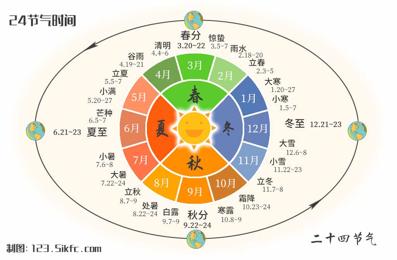 24节气时间
春分
3.20~22
惊蛰
3.5~7
雨水
2.18~20
立春
2.3~5
大寒
1.20~27
小寒
1.5~7
冬至 12.21~23
大雪
12.6~8
小雪
11.22~23
立冬
11.7~8
霜降
10.23~24
寒露
10.8~9
秋分
9.22~24
白露
9.7~9
处暑
8.22~24
立秋
8.7~9
大暑
7.22~24
小暑
7.6~8
6.21~23 夏至
芒种
6.5~7
小满
5.20~27
立夏
5.5~7
谷雨
4.19~21
清明
4.4~6
3月
2月
1月
12月
11月
10月
9月
8月
7月
6月
5月
4月
春
冬
秋
夏
二十四节气
制图: 123.5ikfc.com